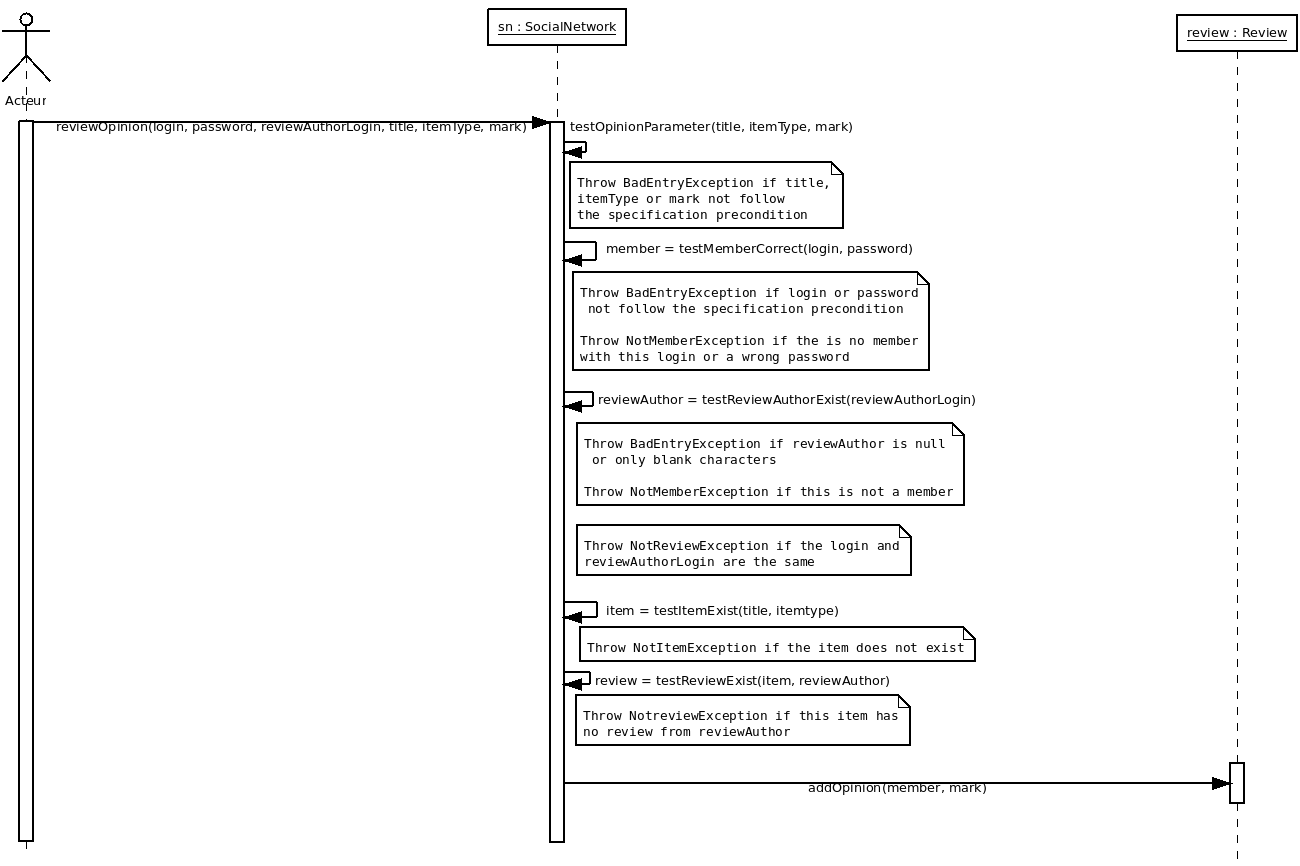 sn : SocialNetwork
review : Review
Acteur
reviewOpinion(login, password, reviewAuthorLogin, title, itemType, mark)
testOpinionParameter(title, itemType, mark)
Throw BadEntryException if title,
itemType or mark not follow
the specification precondition
member = testMemberCorrect(login, password)
Throw BadEntryException if login or password
not follow the specification precondition
Throw NotMemberException if the is no member
with this login or a wrong password
reviewAuthor = testReviewAuthorExist(reviewAuthorLogin)
Throw BadEntryException if reviewAuthor is null
or only blank characters
Throw NotMemberException if this is not a member
Throw NotReviewException if the login and
reviewAuthorLogin are the same
item = testItemExist(title, itemtype)
Throw NotItemException if the item does not exist
review = testReviewExist(item, reviewAuthor)
Throw NotreviewException if this item has
no review from reviewAuthor
addOpinion(member, mark)